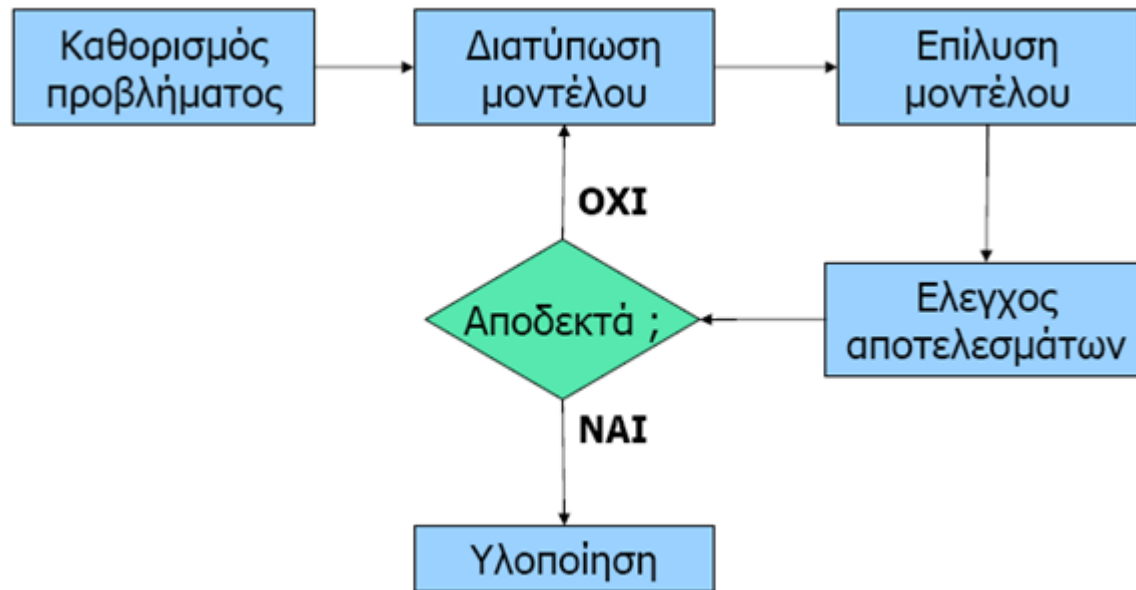 Καθορισμός
προβλήματος
Διατύπωση
μοντέλου
Επίλυση
μοντέλου
ΟΧΙ
Αποδεκτά ;
Ελεγχος
αποτελεσμάτων
ΝΑΙ
Υλοποίηση